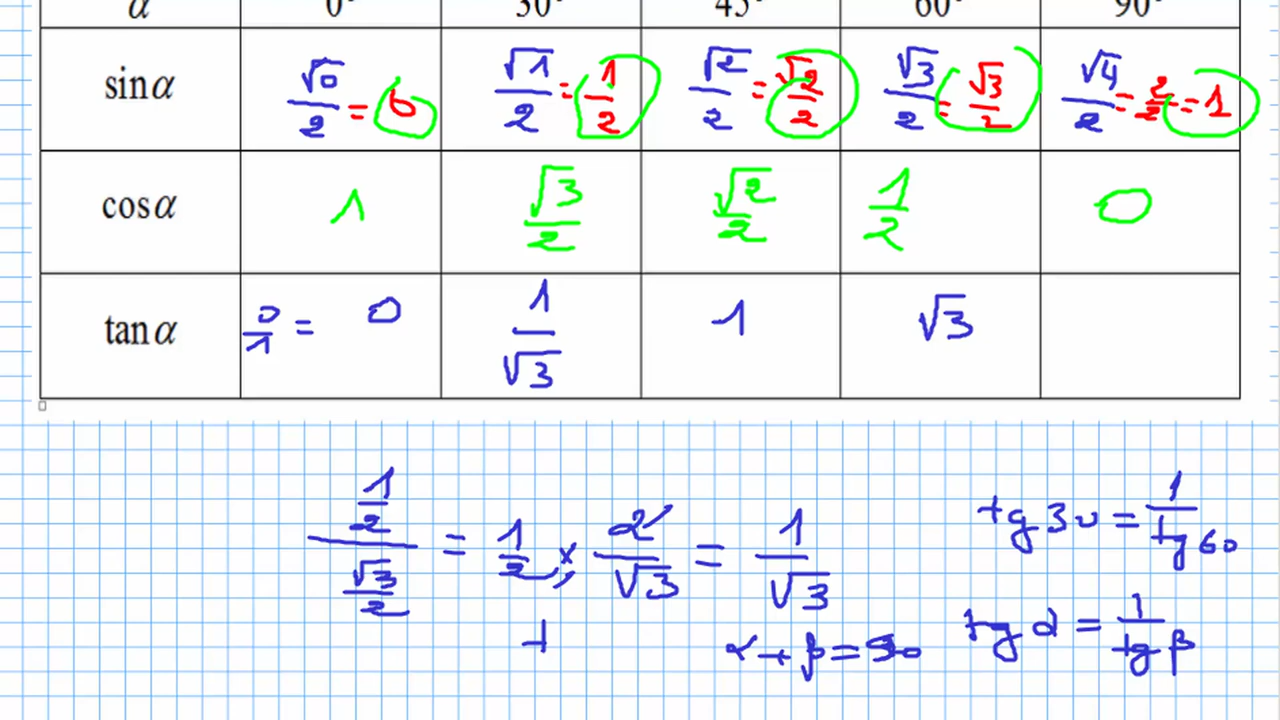 α 0° 30° 45° 60° 90°
sin α √0/2 = 0 √1/2 = 1/2 √2/2 = √2/2 √3/2 = √3/2 √4/2 = 2/2 = 1
cos α 1 √3/2 √2/2 1/2 0
tan α 0/1 = 0 1/√3 1 √3
(1/2)/(√3/2) = 1/2 × 2/√3 = 1/√3
tg 30 = 1/tg 60
α + β = 90
tg α = 1/tg β